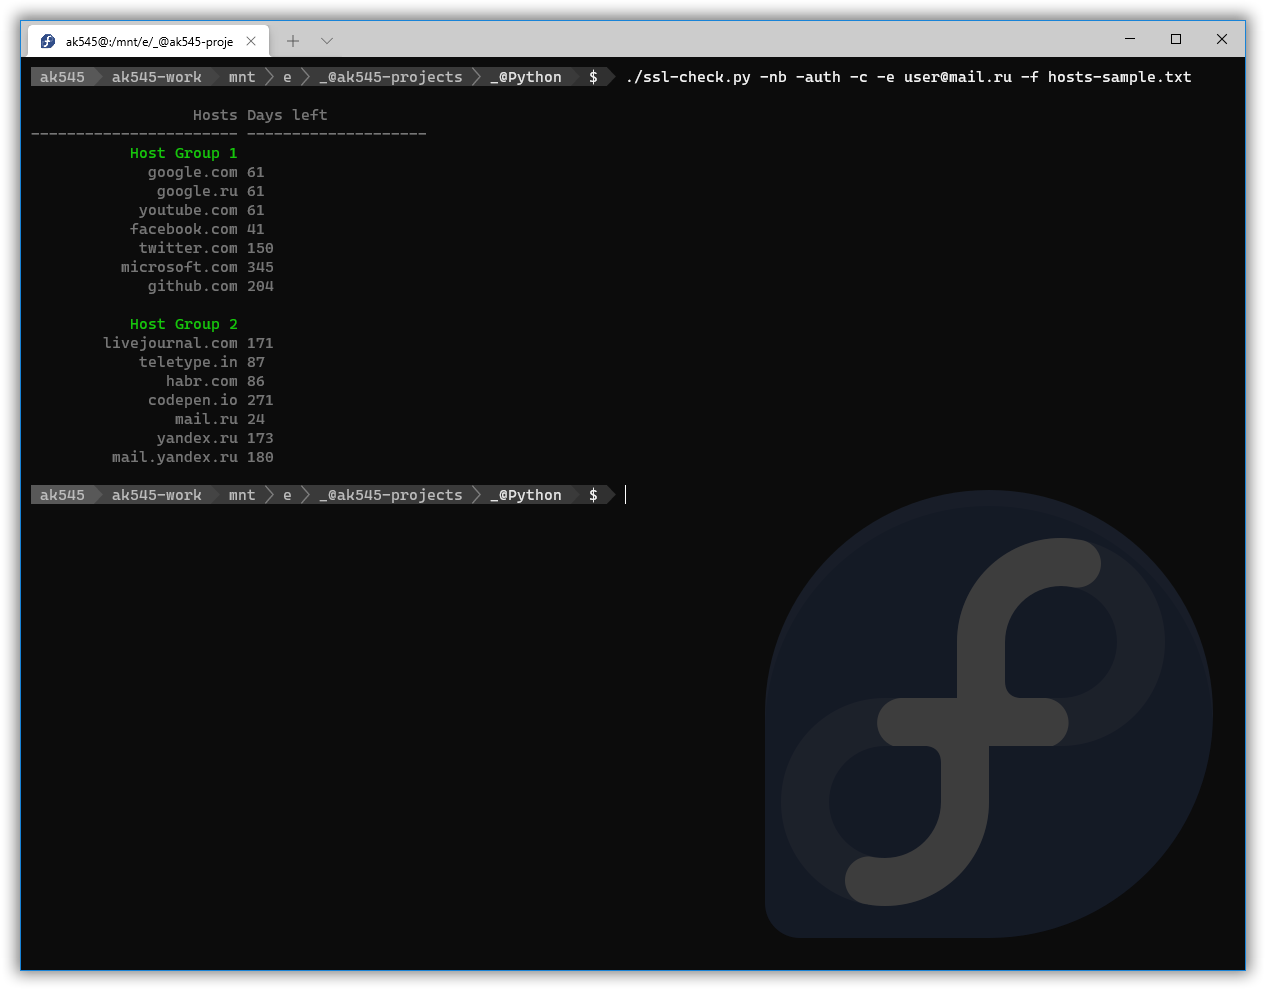 ak545@:/mnt/e/_@ak545-proje
ak545 ak545-work mnt e _@ak545-projects _@Python $ ./ssl-check.py -nb -auth -c -e user@mail.ru -f hosts-sample.txt
Hosts Days left
----------------------- --------------------
Host Group 1
google.com 61
google.ru 61
youtube.com 61
facebook.com 41
twitter.com 150
microsoft.com 345
github.com 204
Host Group 2
livejournal.com 171
teletype.in 87
habr.com 86
codepen.io 271
mail.ru 24
yandex.ru 173
mail.yandex.ru 180
ak545 ak545-work mnt e _@ak545-projects _@Python $